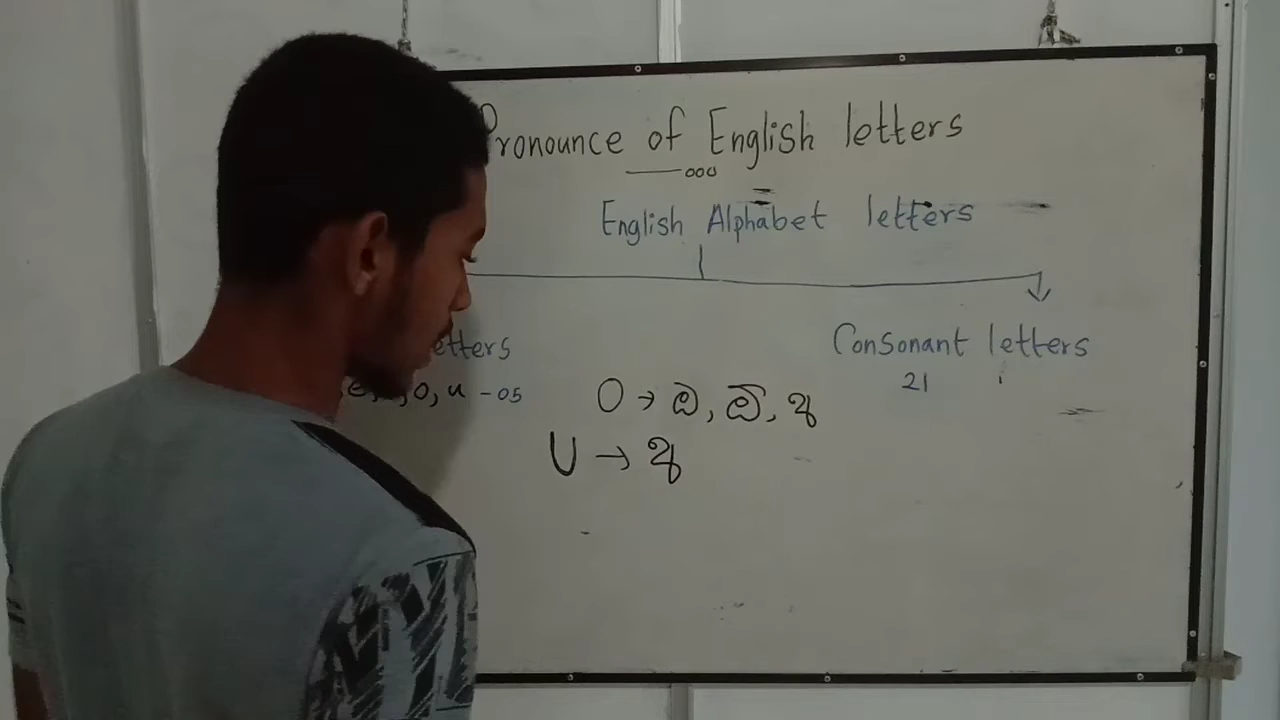 Pronounce of English letters
English Alphabet letters
etters Consonant letters
e, ,o, u - 05 21
O → ඔ, ඕ, අ
U → අ